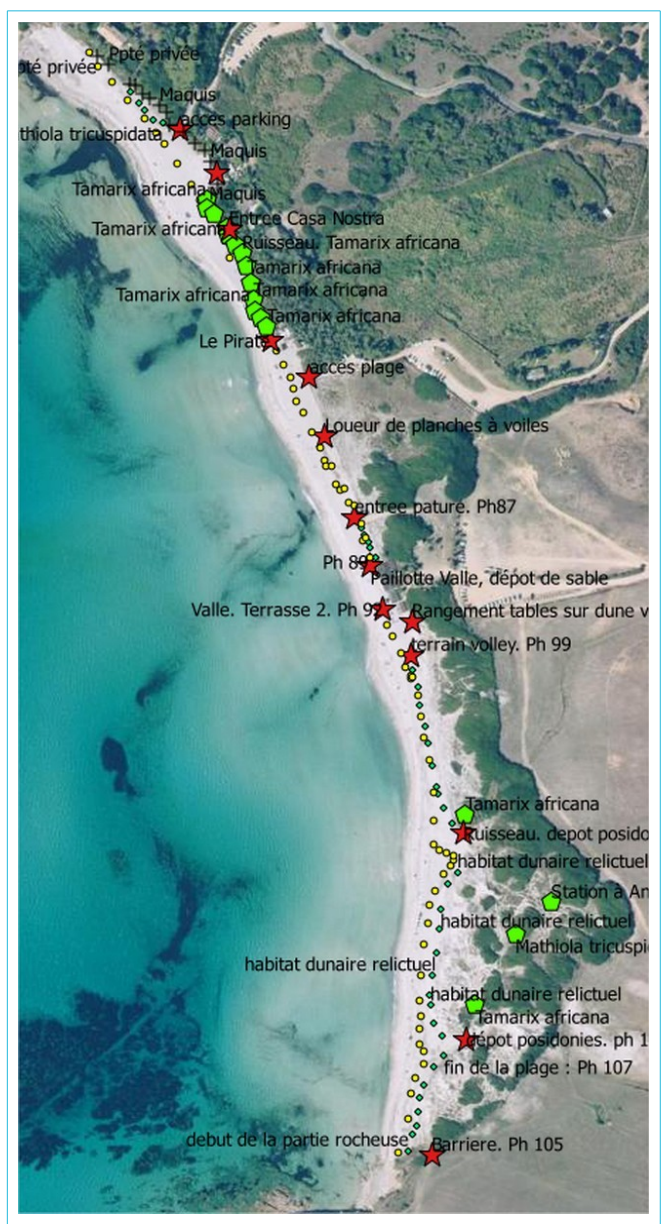 Ppté privée
pté privée
Maquis
accès parking
thiola tricuspidata
Maquis
Tamarix africana
Maquis
Entree Casa Nostra
Tamarix africana
Ruisseau. Tamarix africana
Tamarix africana
Tamarix africana
Tamarix africana
Tamarix africana
Le Pirate
acces plage
Loueur de planches à voiles
entree pature. Ph87
Ph 89
Paillotte Valle, dépot de sable
Valle. Terrasse 2. Ph 9
Rangement tables sur dune v
terrain volley. Ph 99
Tamarix africana
Ruisseau. depot posido
habitat dunaire relictuel
Station à An
habitat dunaire relictuel
Mathiola tricuspi
habitat dunaire relictuel
habitat dunaire relictuel
Tamarix africana
dépot posidonies. ph 1
fin de la plage : Ph 107
debut de la partie rocheuse
Barriere. Ph 105